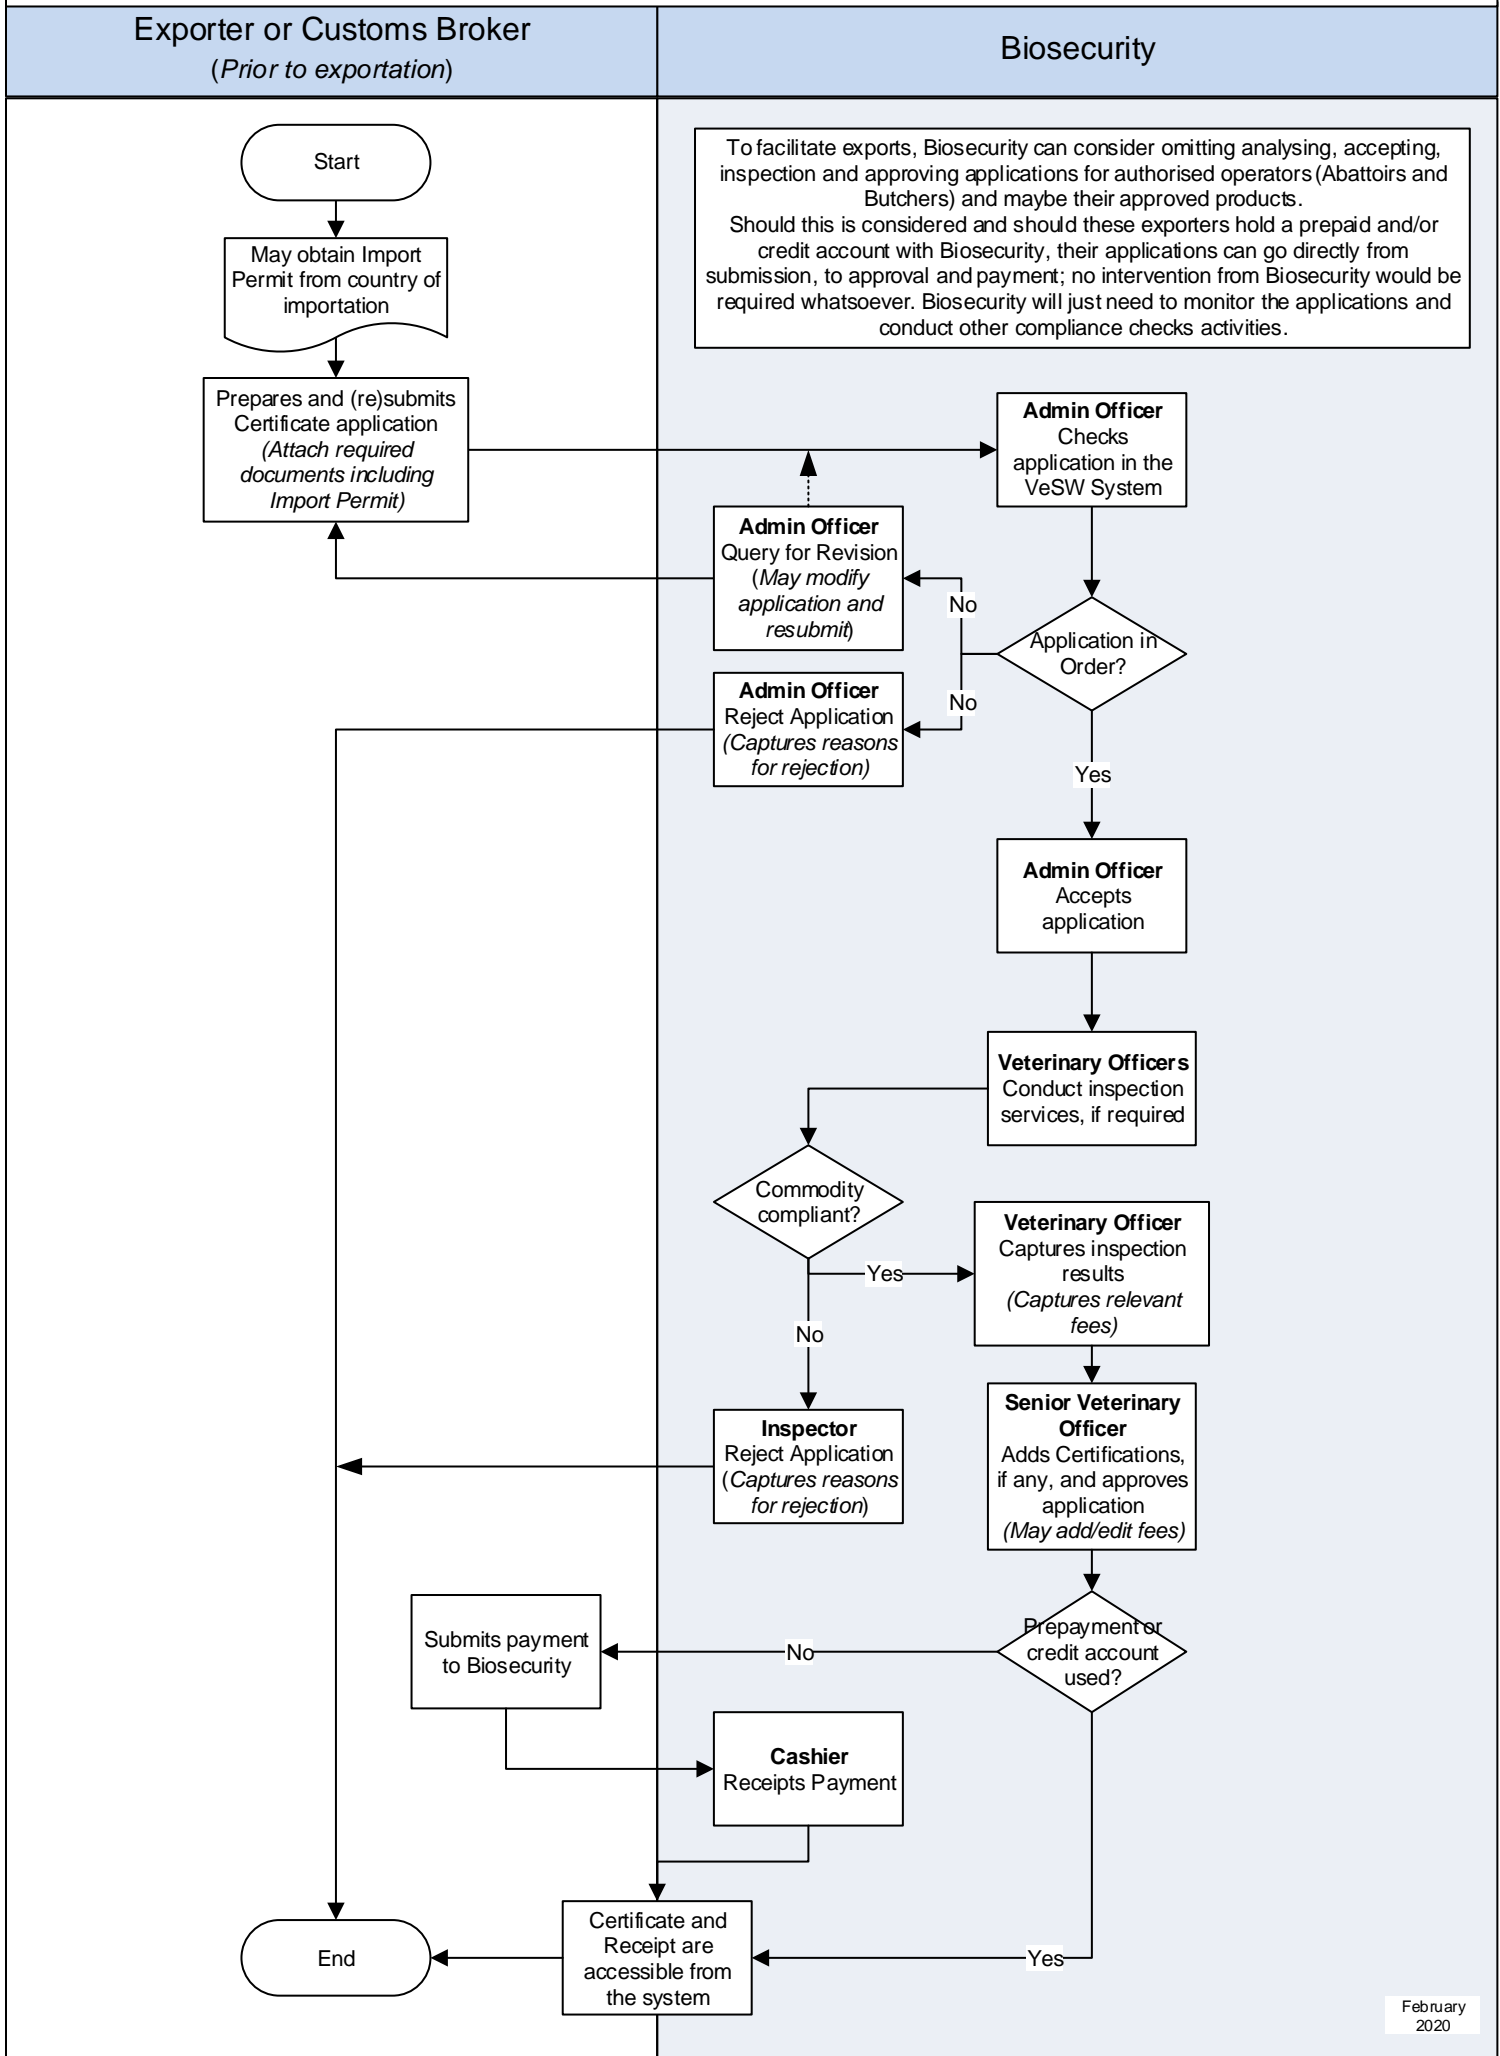 Exporter or Customs Broker
(Prior to exportation)
Biosecurity
Start
May obtain Import
Permit from country of
importation
Prepares and (re)submits
Certificate application
(Attach required
documents including
Import Permit)
To facilitate exports, Biosecurity can consider omitting analysing, accepting,
inspection and approving applications for authorised operators (Abattoirs and
Butchers) and maybe their approved products.
Should this is considered and should these exporters hold a prepaid and/or
credit account with Biosecurity, their applications can go directly from
submission, to approval and payment; no intervention from Biosecurity would be
required whatsoever. Biosecurity will just need to monitor the applications and
conduct other compliance checks activities.
Admin Officer
Checks
application in the
VeSW System
Admin Officer
Query for Revision
(May modify
application and
resubmit)
No
Application in
Order?
No
Admin Officer
Reject Application
(Captures reasons
for rejection)
Yes
Admin Officer
Accepts
application
Veterinary Officers
Conduct inspection
services, if required
Commodity
compliant?
Yes
Veterinary Officer
Captures inspection
results
(Captures relevant
fees)
No
Inspector
Reject Application
(Captures reasons
for rejection)
Senior Veterinary
Officer
Adds Certifications,
if any, and approves
application
(May add/edit fees)
Prepayment or
credit account
used?
No
Submits payment
to Biosecurity
Cashier
Receipts Payment
Yes
Certificate and
Receipt are
accessible from
the system
End
February
2020